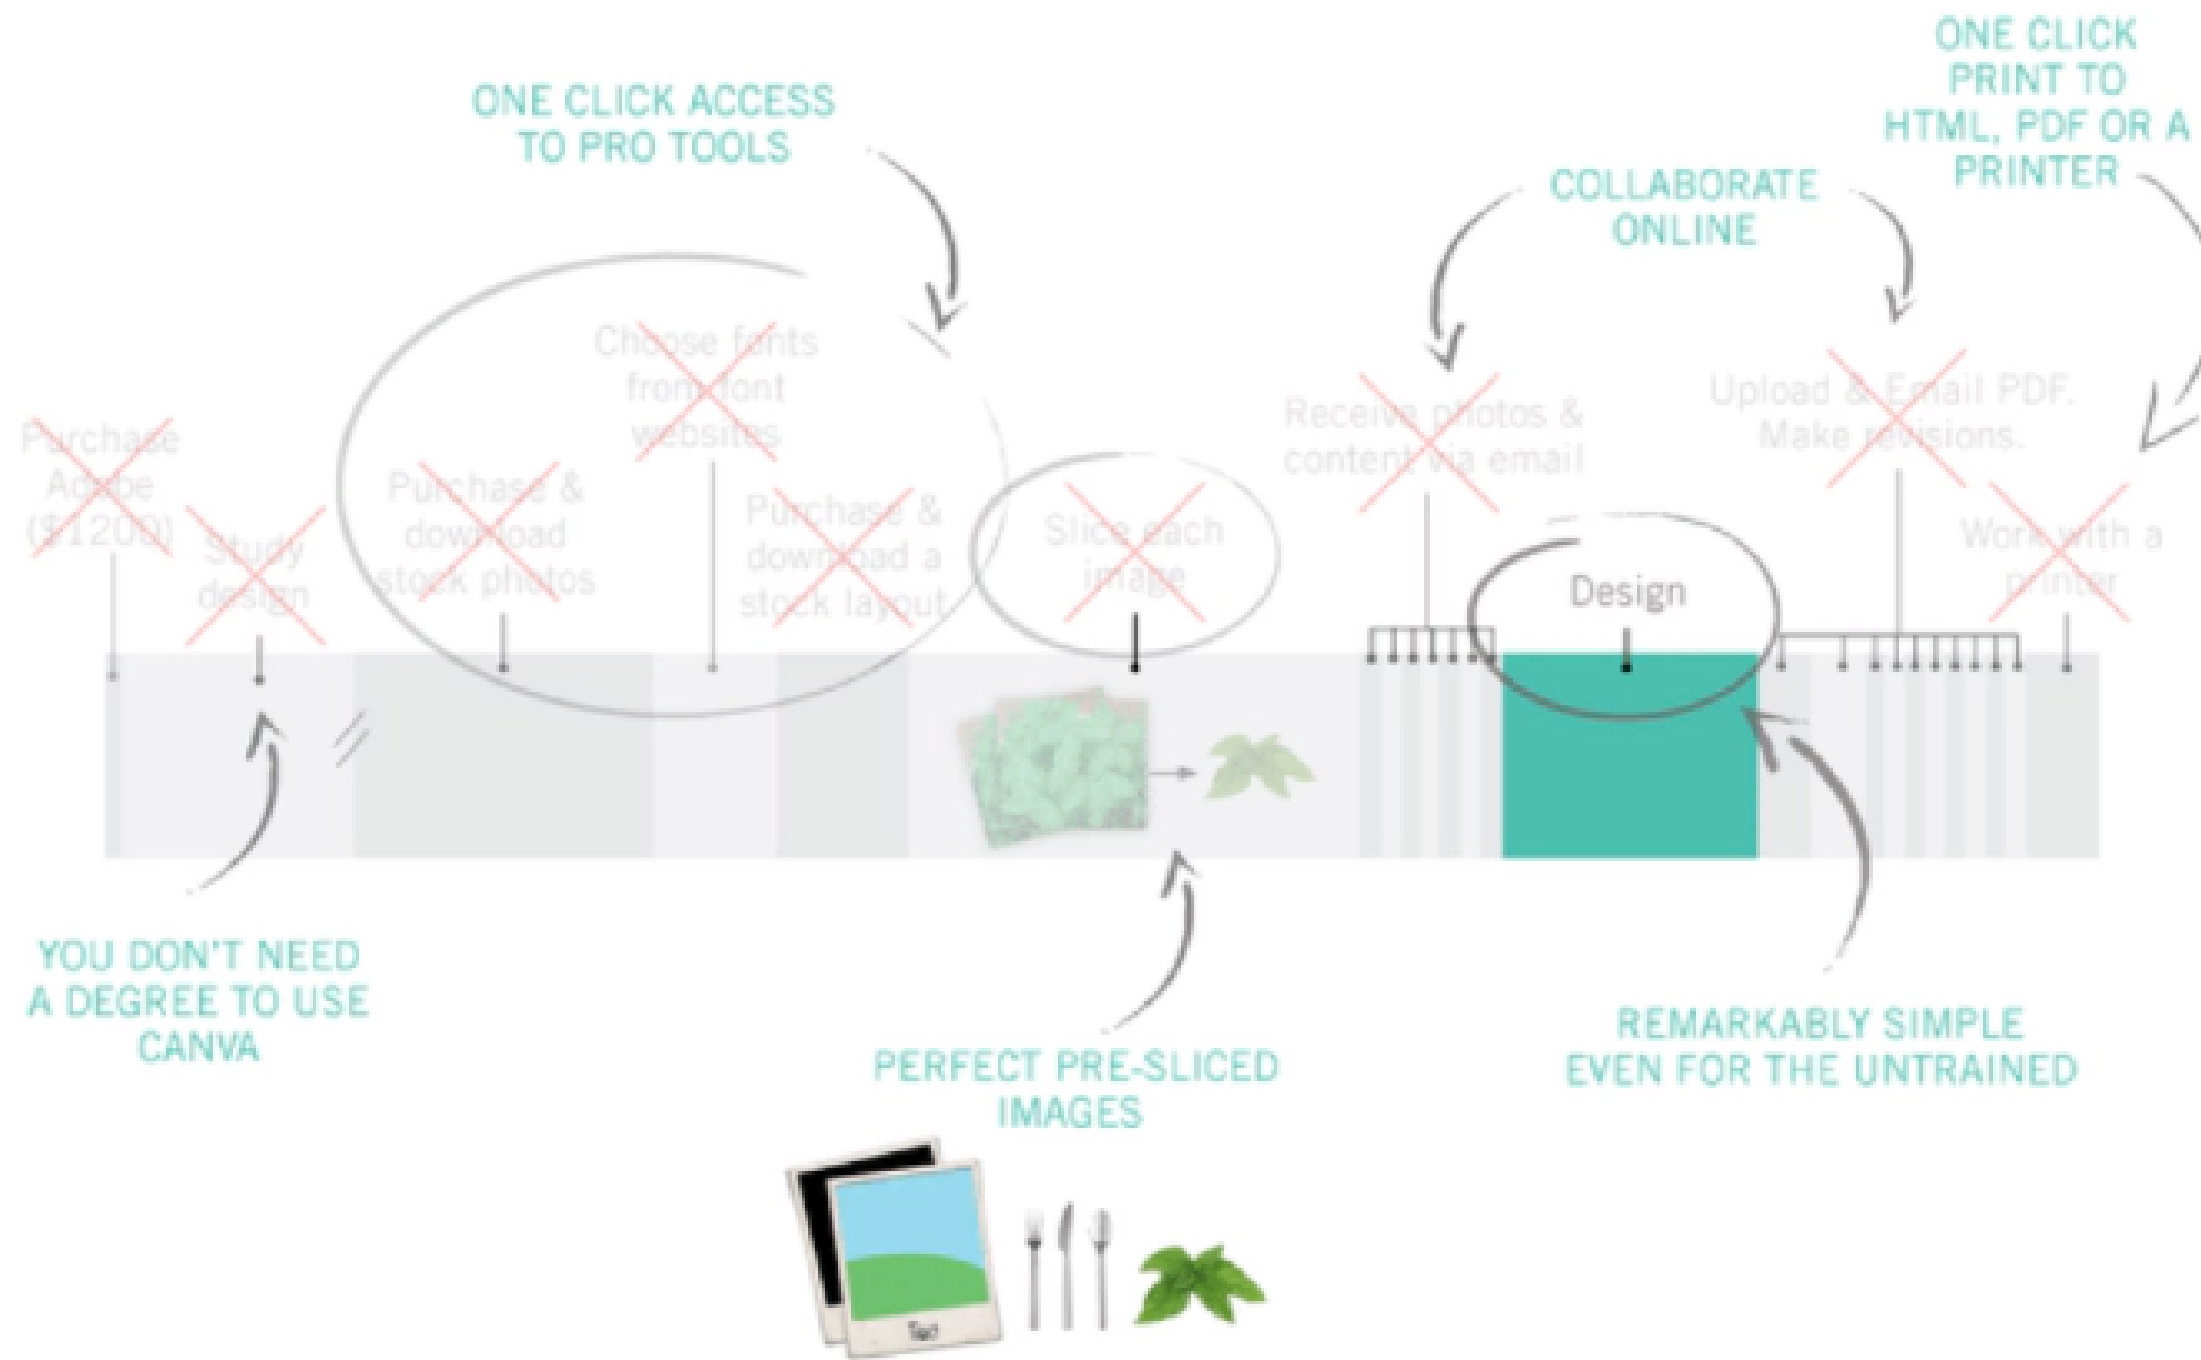 ONE CLICK ACCESS
TO PRO TOOLS
COLLABORATE
ONLINE
ONE CLICK
PRINT TO
HTML, PDF OR A
PRINTER
Purchase
Adobe
($1200)
Study
design
Purchase &
download
stock photos
Choose fonts
from font
websites
Purchase &
download a
stock layout
Slice each
image
Receive photos &
content via email
Design
Upload & Email PDF.
Make revisions.
Work with a
printer
YOU DON'T NEED
A DEGREE TO USE
CANVA
PERFECT PRE-SLICED
IMAGES
REMARKABLY SIMPLE
EVEN FOR THE UNTRAINED